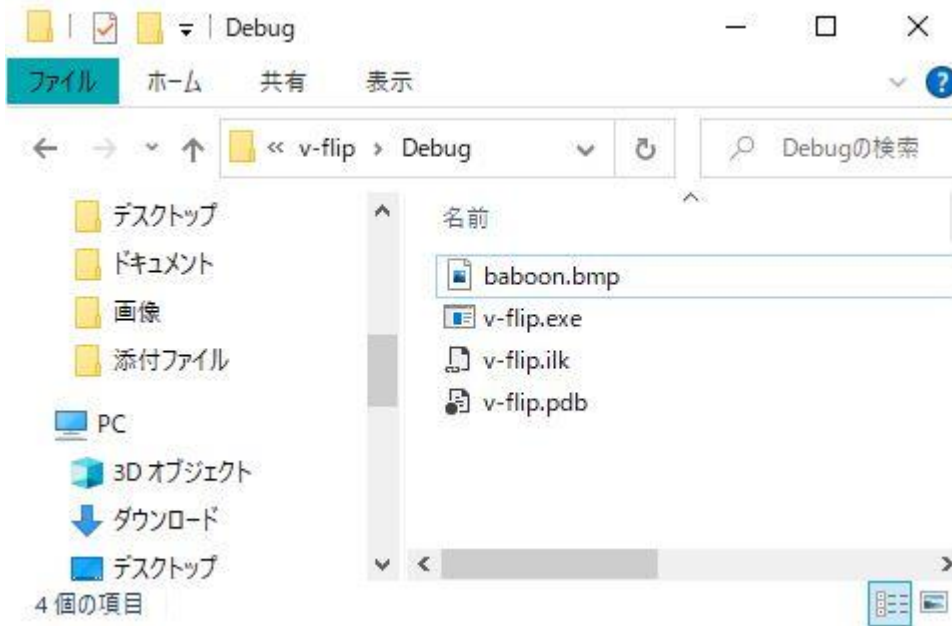 Debug
ファイル ホーム 共有 表示 ?
« v-flip › Debug Debugの検索
デスクトップ
ドキュメント
画像
添付ファイル
PC
3D オブジェクト
ダウンロード
デスクトップ
名前
baboon.bmp
v-flip.exe
v-flip.ilk
v-flip.pdb
4 個の項目